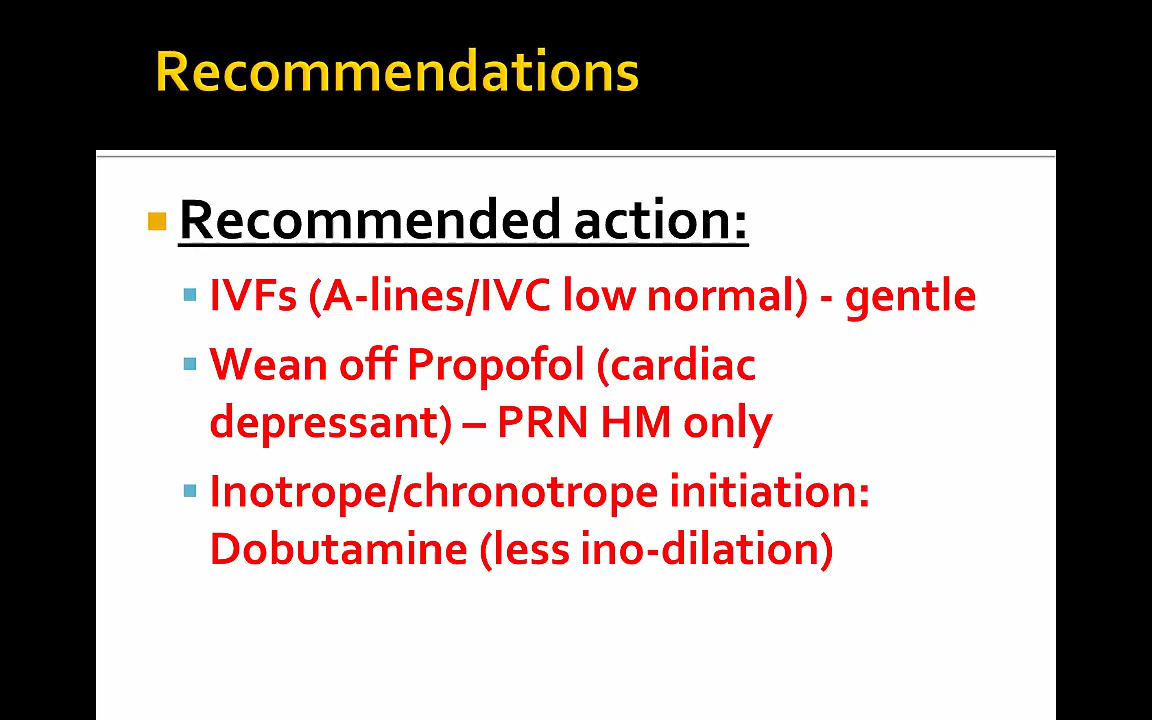 Recommendations
Recommended action:
IVFs (A-lines/IVC low normal) - gentle
Wean off Propofol (cardiac
depressant) – PRN HM only
Inotrope/chronotrope initiation:
Dobutamine (less ino-dilation)